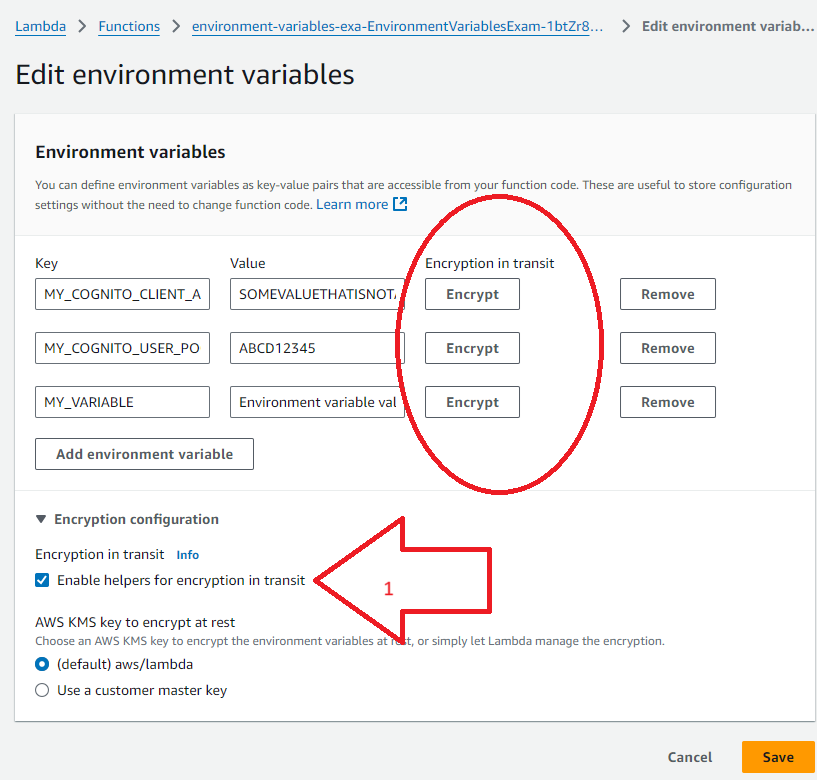 Lambda > Functions > environment-variables-exa-EnvironmentVariablesExam-1btZr8... > Edit environment variab...
Edit environment variables
Environment variables
You can define environment variables as key-value pairs that are accessible from your function code. These are useful to store configuration
settings without the need to change function code. Learn more
Key Value Encryption in transit
MY_COGNITO_CLIENT_A SOMEVALUETHATISNOTA Encrypt Remove
MY_COGNITO_USER_PO ABCD12345 Encrypt Remove
MY_VARIABLE Environment variable val Encrypt Remove
Add environment variable
Encryption configuration
Encryption in transit Info
Enable helpers for encryption in transit
1
AWS KMS key to encrypt at rest
Choose an AWS KMS key to encrypt the environment variables at rest, or simply let Lambda manage the encryption.
(default) aws/lambda
Use a customer master key
Cancel Save